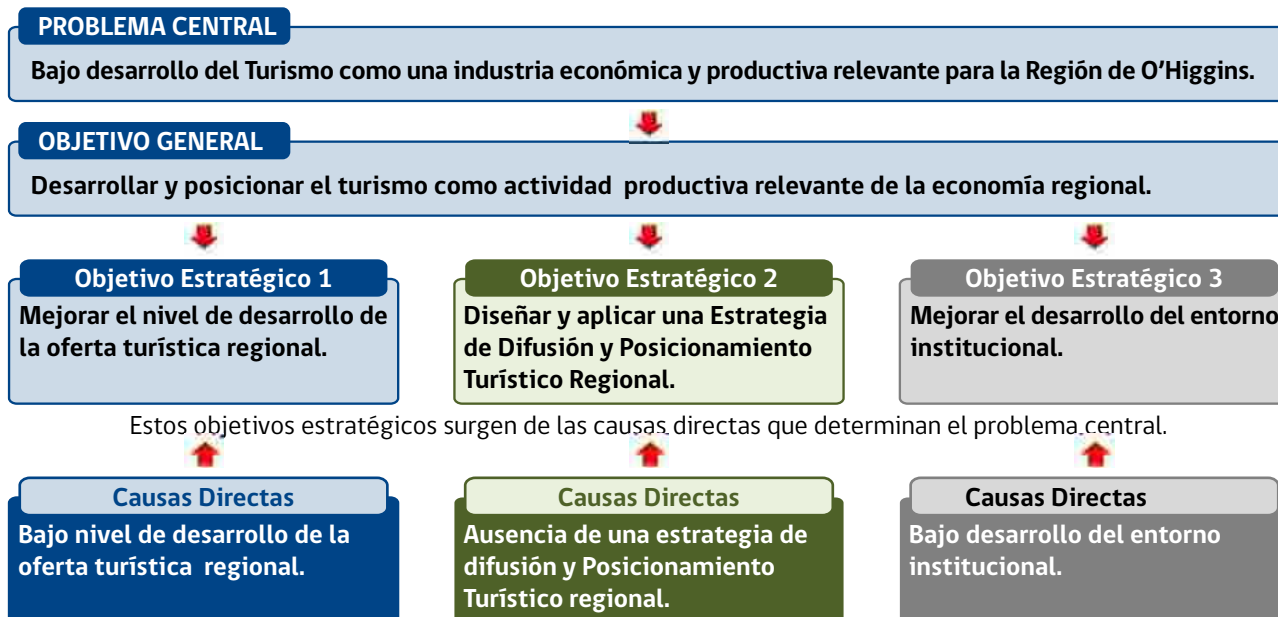 PROBLEMA CENTRAL
Bajo desarrollo del Turismo como una industria económica y productiva relevante para la Región de O’Higgins.
OBJETIVO GENERAL
Desarrollar y posicionar el turismo como actividad productiva relevante de la economía regional.
Objetivo Estratégico 1
Mejorar el nivel de desarrollo de
la oferta turística regional.
Objetivo Estratégico 2
Diseñar y aplicar una Estrategia
de Difusión y Posicionamiento
Turístico Regional.
Objetivo Estratégico 3
Mejorar el desarrollo del entorno
institucional.
Estos objetivos estratégicos surgen de las causas directas que determinan el problema central.
Causas Directas
Bajo nivel de desarrollo de la
oferta turística regional.
Causas Directas
Ausencia de una estrategia de
difusión y Posicionamiento
Turístico regional.
Causas Directas
Bajo desarrollo del entorno
institucional.